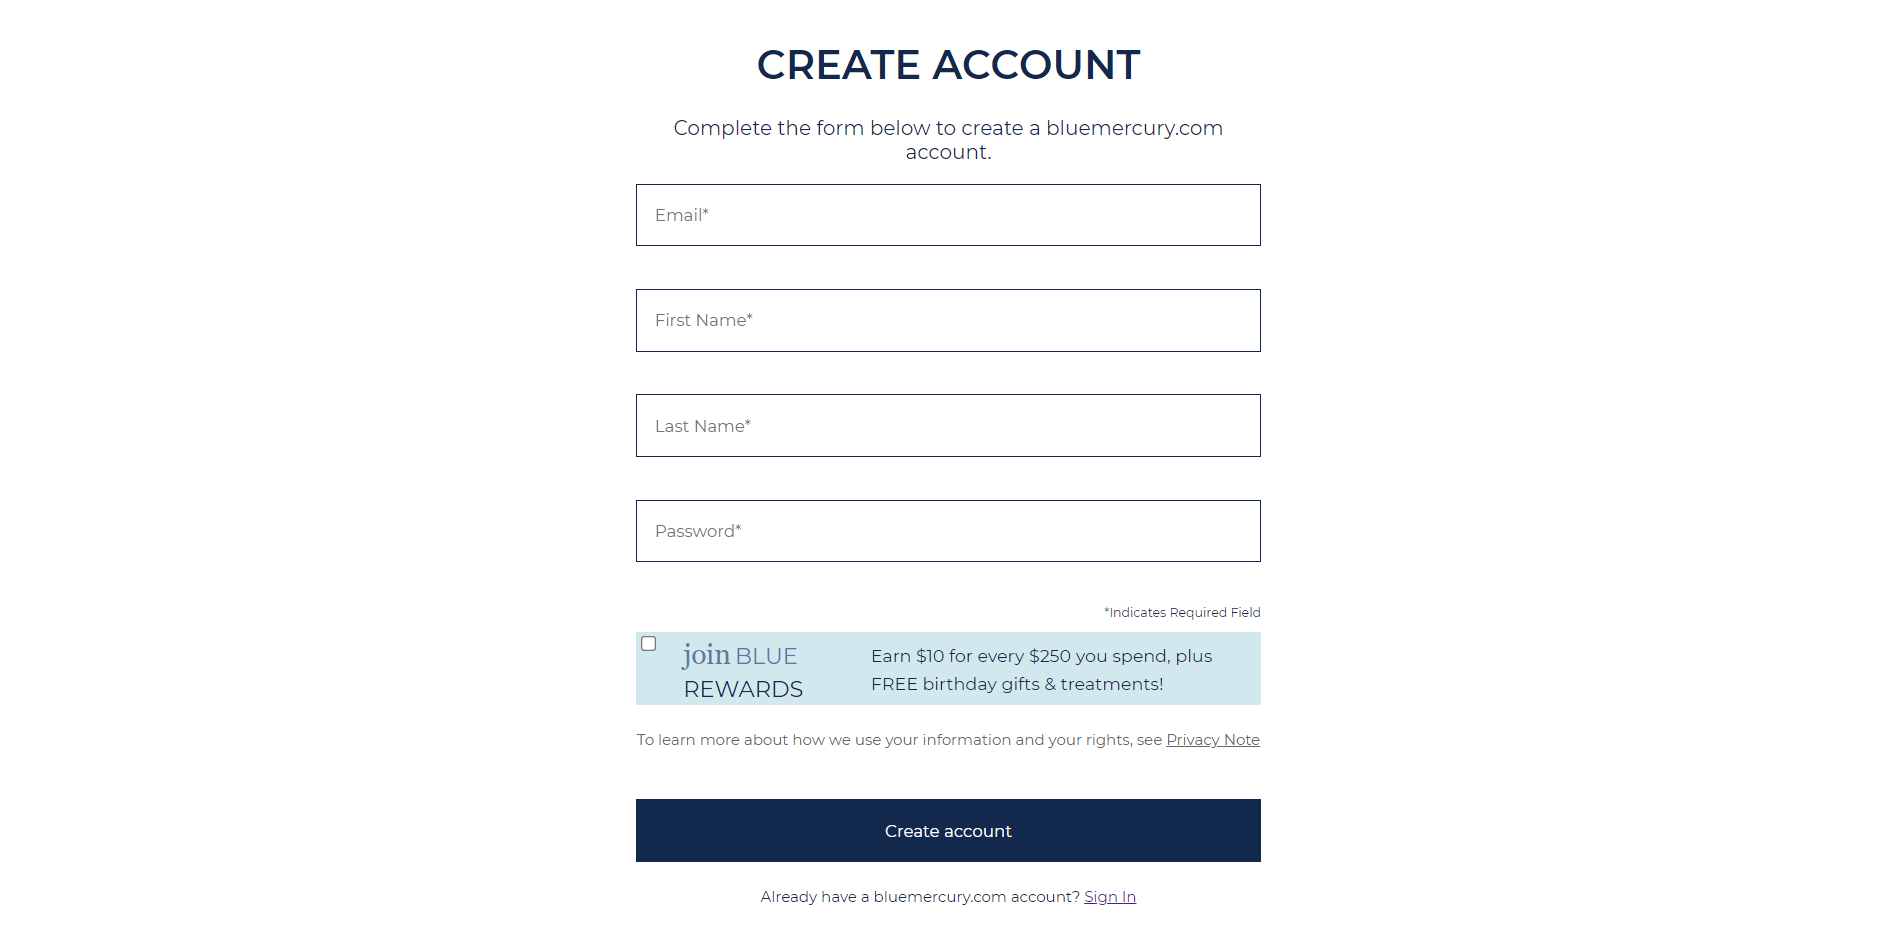 CREATE ACCOUNT
Complete the form below to create a bluemercury.com
account.
Email*
First Name*
Last Name*
Password*
*Indicates Required Field
join BLUE
REWARDS
Earn $10 for every $250 you spend, plus
FREE birthday gifts & treatments!
To learn more about how we use your information and your rights, see Privacy Note
Create account
Already have a bluemercury.com account? Sign In